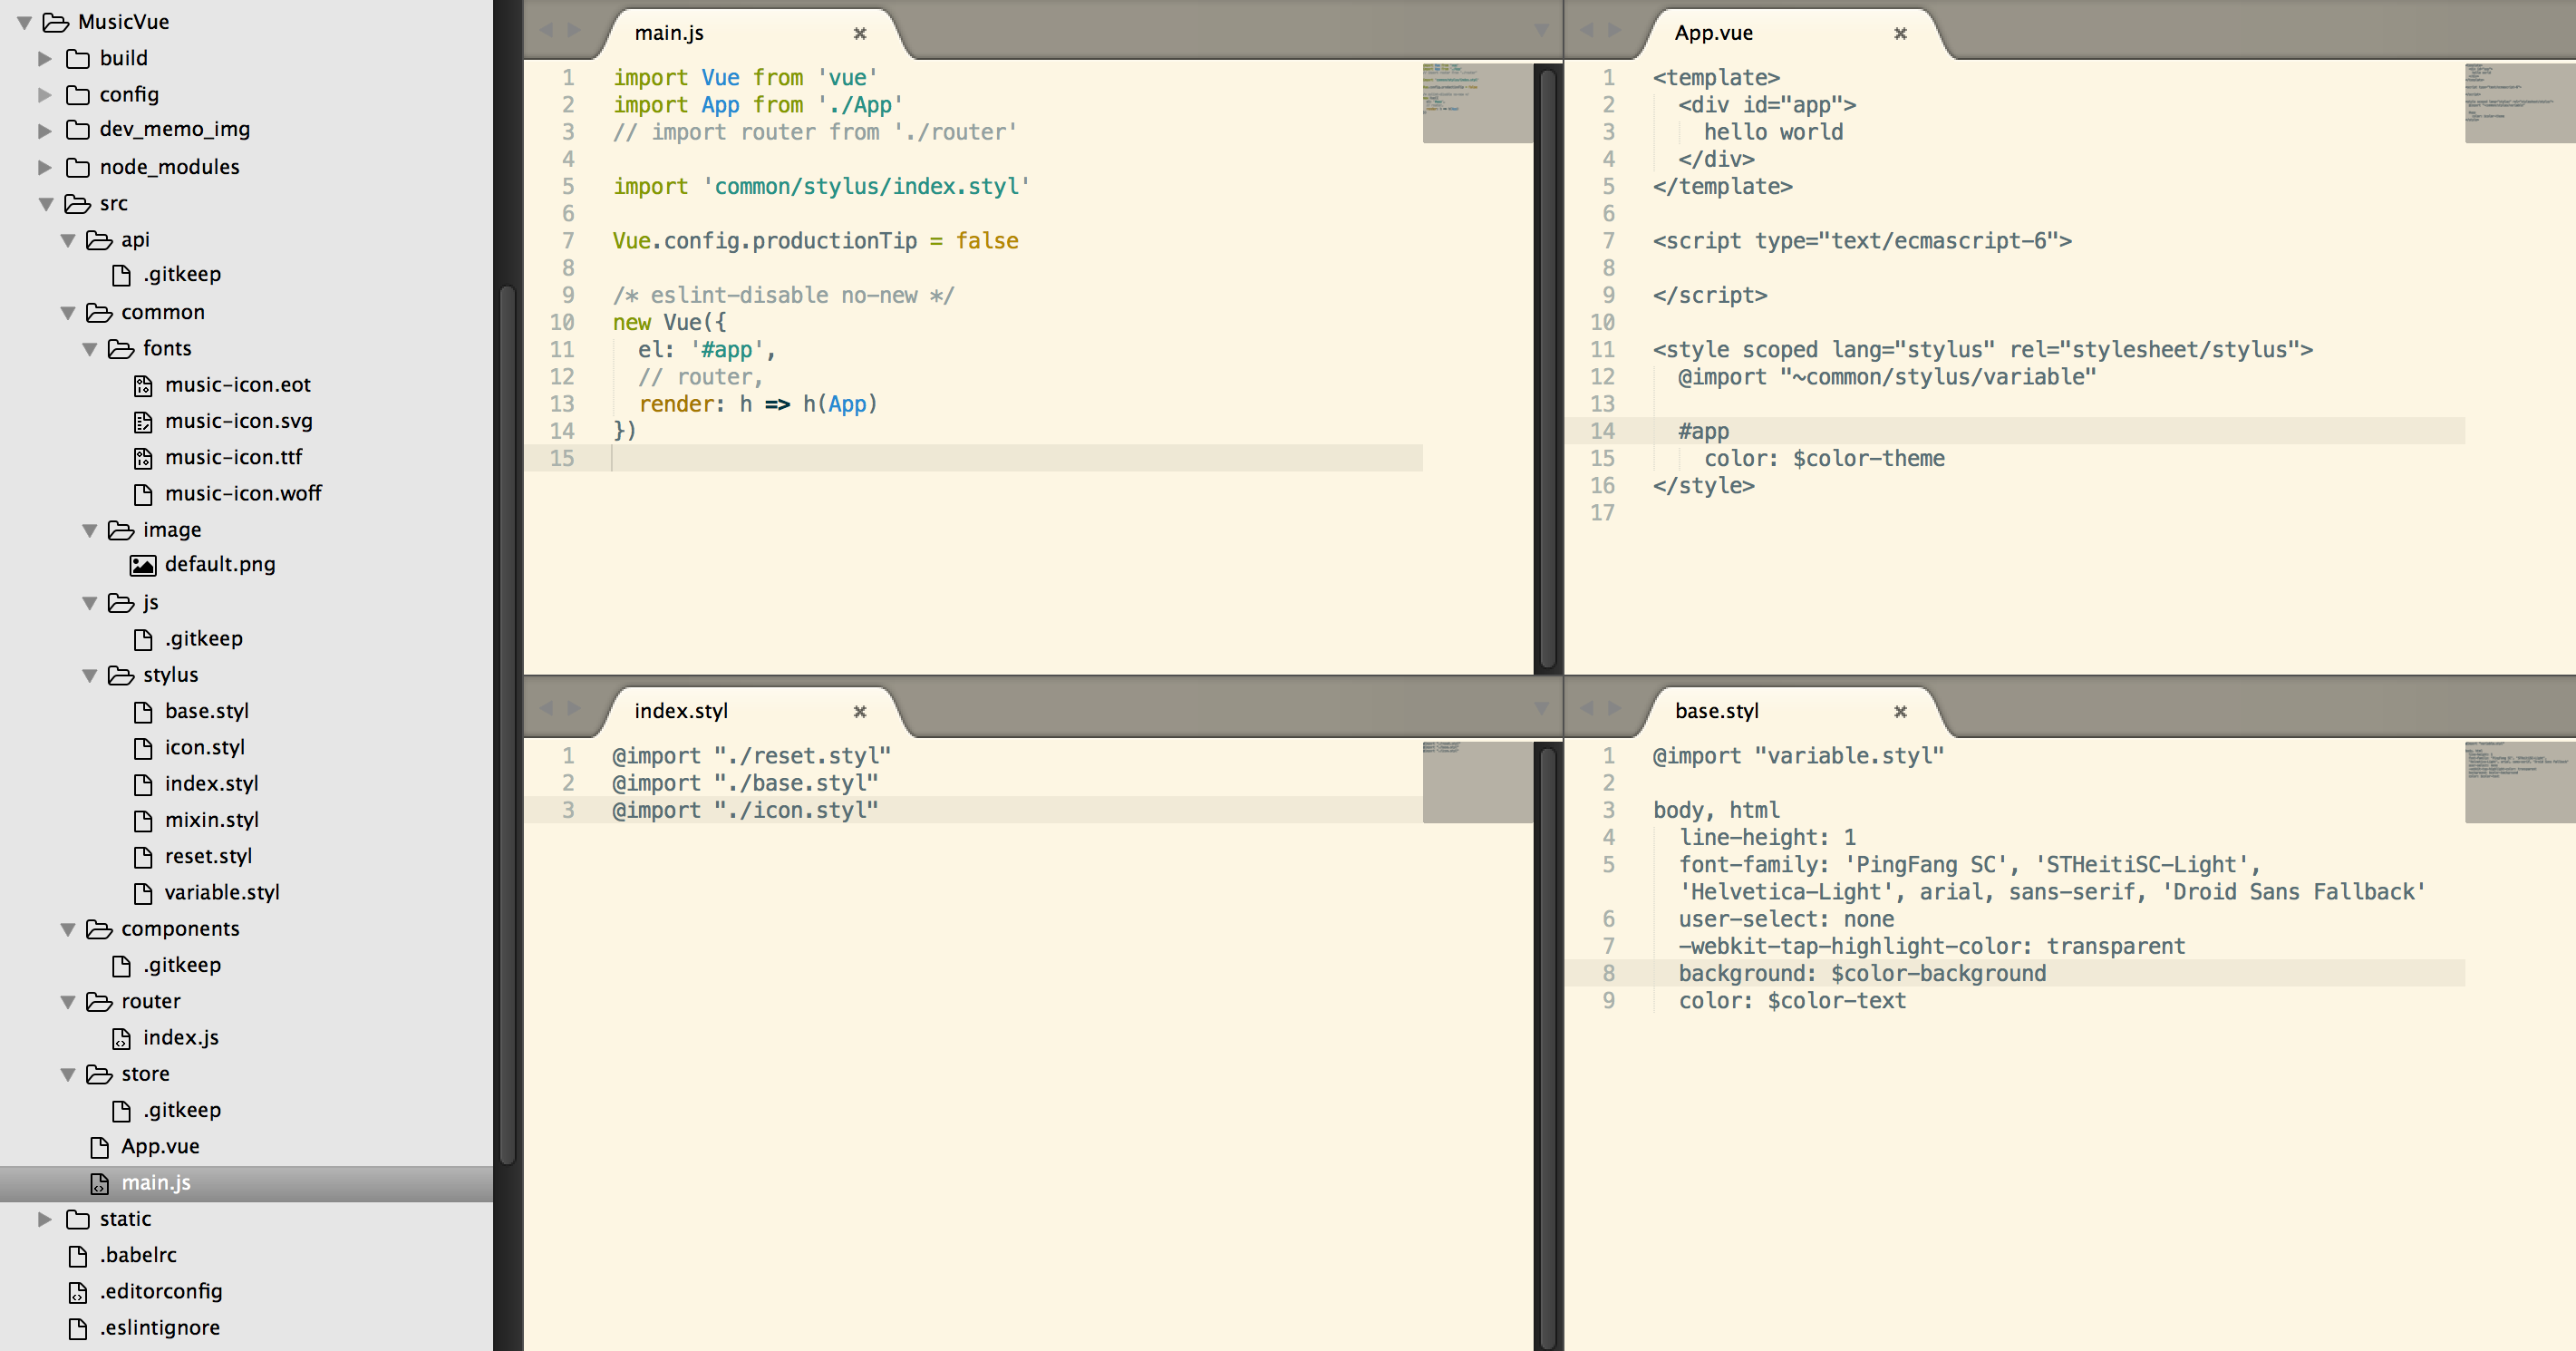 MusicVue
build
config
dev_memo_img
node_modules
src
api
.gitkeep
common
fonts
music-icon.eot
music-icon.svg
music-icon.ttf
music-icon.woff
image
default.png
js
.gitkeep
stylus
base.styl
icon.styl
index.styl
mixin.styl
reset.styl
variable.styl
components
.gitkeep
router
index.js
store
.gitkeep
App.vue
main.js
static
.babelrc
.editorconfig
.eslintignore
main.js
1 import Vue from 'vue'
2 import App from './App'
3 // import router from './router'
4
5 import 'common/stylus/index.styl'
6
7 Vue.config.productionTip = false
8
9 /* eslint-disable no-new */
10 new Vue({
11   el: '#app',
12   // router,
13   render: h => h(App)
14 })
15
App.vue
1 <template>
2   <div id="app">
3     hello world
4   </div>
5 </template>
6
7 <script type="text/ecmascript-6">
8
9 </script>
10
11 <style scoped lang="stylus" rel="stylesheet/stylus">
12   @import "~common/stylus/variable"
13
14   #app
15     color: $color-theme
16 </style>
17
index.styl
1 @import "./reset.styl"
2 @import "./base.styl"
3 @import "./icon.styl"
base.styl
1 @import "variable.styl"
2
3 body, html
4   line-height: 1
5   font-family: 'PingFang SC', 'STHeitiSC-Light',
'Helvetica-Light', arial, sans-serif, 'Droid Sans Fallback'
6   user-select: none
7   -webkit-tap-highlight-color: transparent
8   background: $color-background
9   color: $color-text